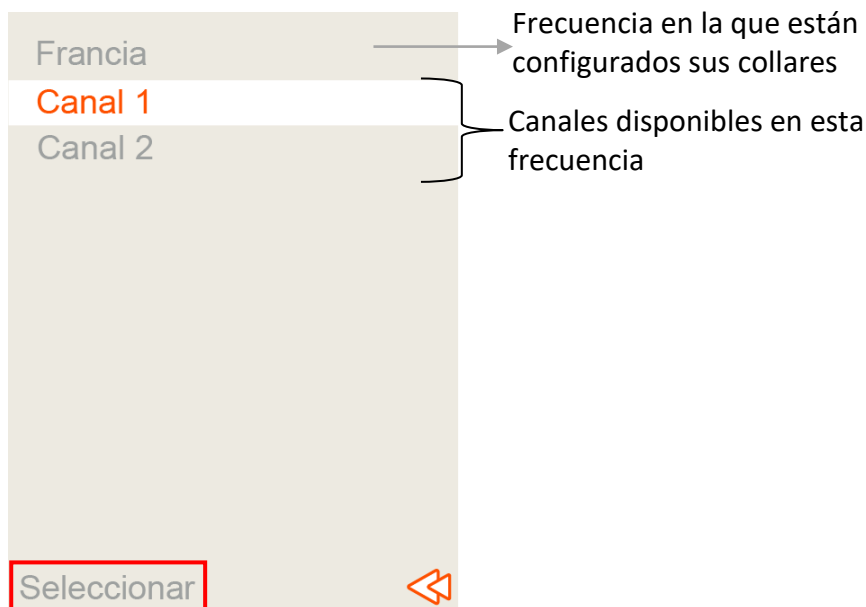 Francia
Frecuencia en la que están
configurados sus collares
Canal 1
Canal 2
Canales disponibles en esta
frecuencia
Seleccionar